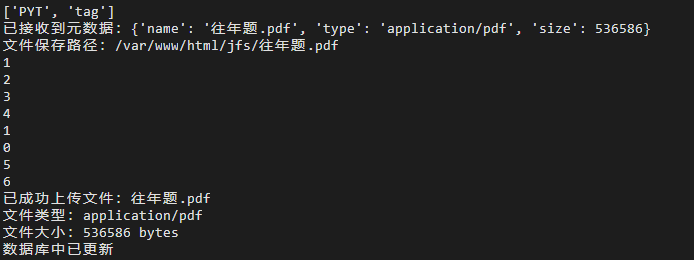 ['PYT', 'tag']
已接收到元数据: {'name': '往年题.pdf', 'type': 'application/pdf', 'size': 536586}
文件保存路径: /var/www/html/jfs/往年题.pdf
1
2
3
4
1
0
5
6
已成功上传文件: 往年题.pdf
文件类型: application/pdf
文件大小: 536586 bytes
数据库中已更新